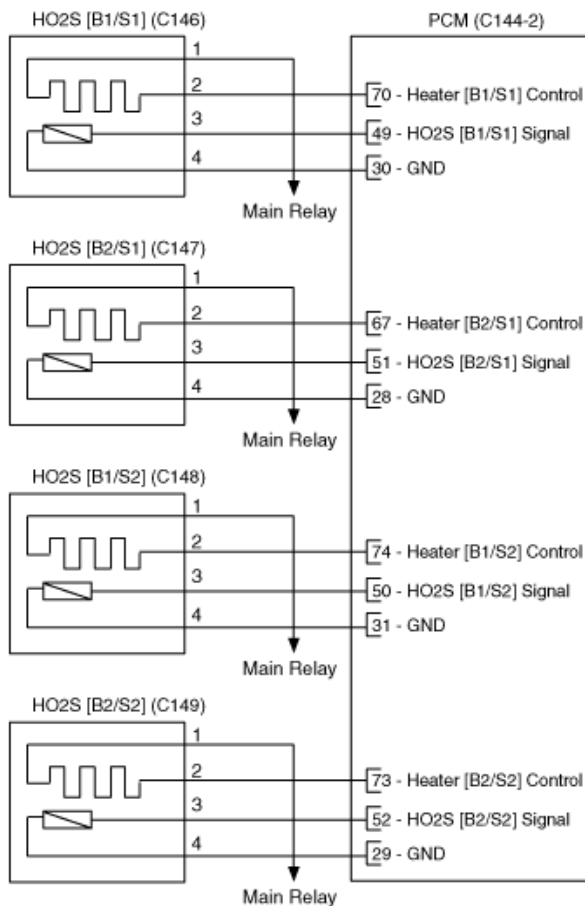 HO2S [B1/S1] (C146)
PCM (C144-2)
1
2
70 - Heater [B1/S1] Control
3
49 - HO2S [B1/S1] Signal
4
30 - GND
Main Relay
HO2S [B2/S1] (C147)
1
2
67 - Heater [B2/S1] Control
3
51 - HO2S [B2/S1] Signal
4
28 - GND
Main Relay
HO2S [B1/S2] (C148)
1
2
74 - Heater [B1/S2] Control
3
50 - HO2S [B1/S2] Signal
4
31 - GND
Main Relay
HO2S [B2/S2] (C149)
1
2
73 - Heater [B2/S2] Control
3
52 - HO2S [B2/S2] Signal
4
29 - GND
Main Relay